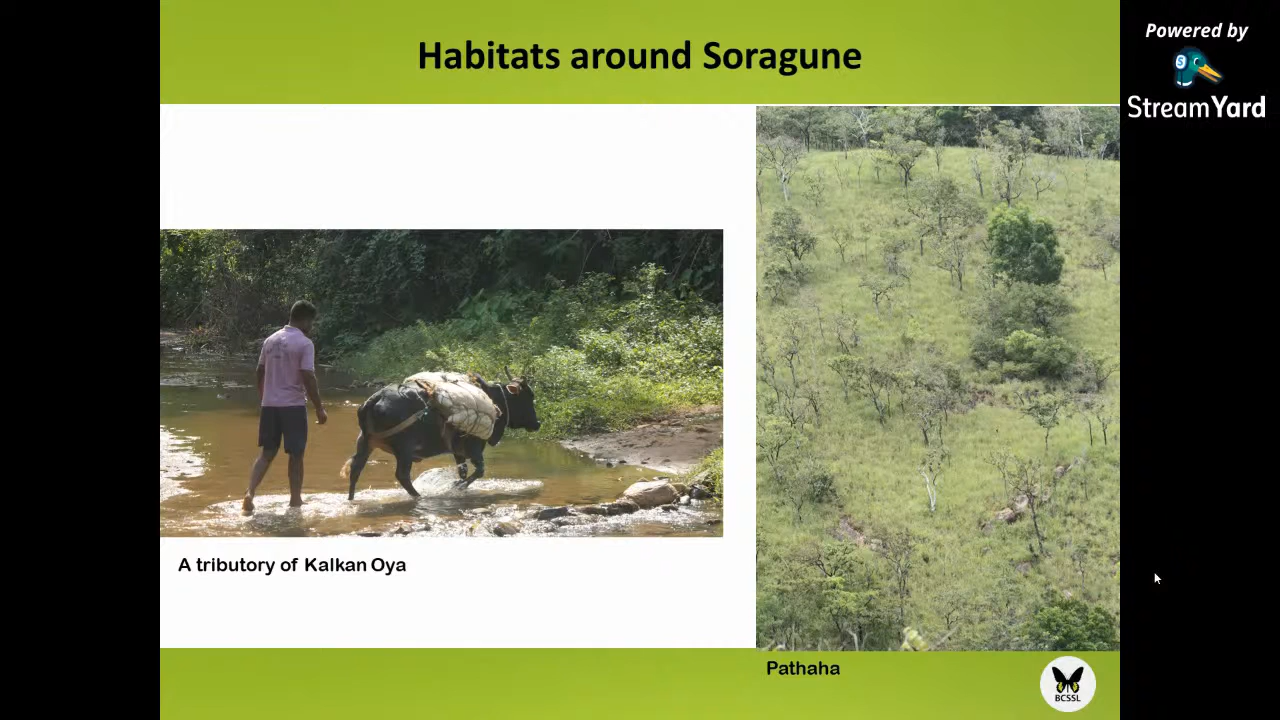 Habitats around Soragune
Powered by
StreamYard
A tributory of Kalkan Oya
Pathaha
BCSSL